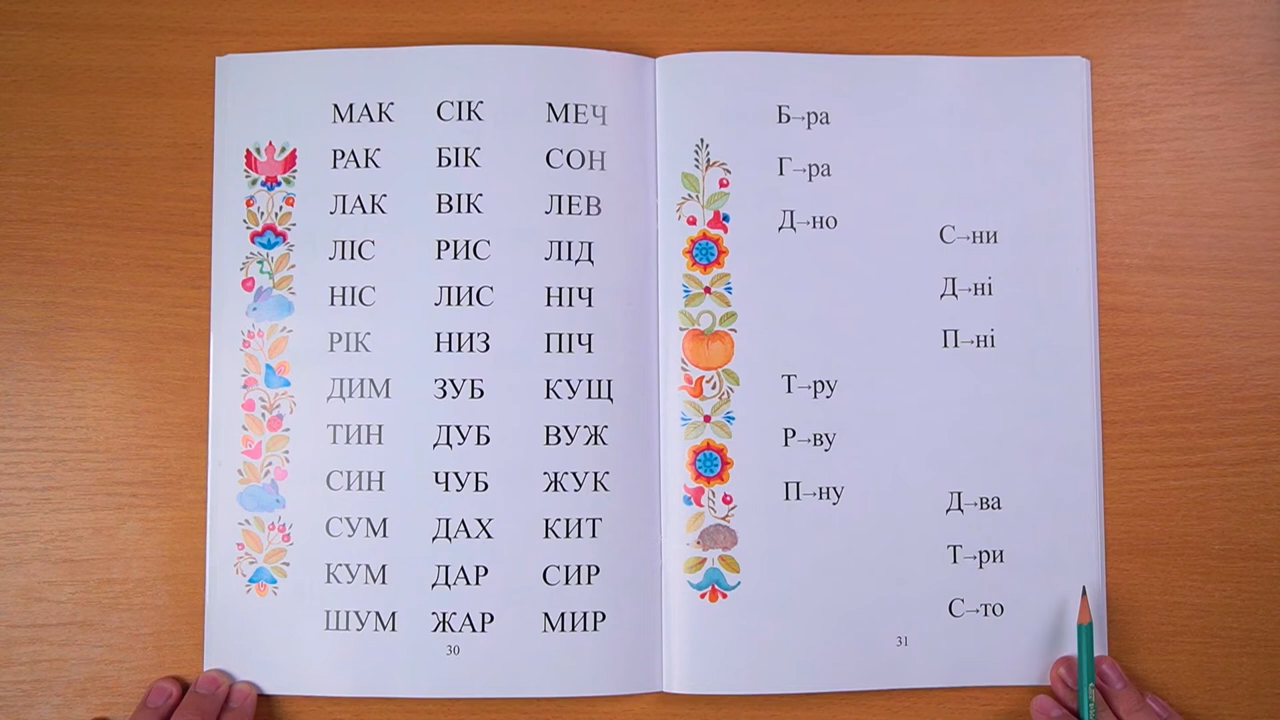 МАК СІК МЕЧ
РАК БІК СОН
ЛАК ВІК ЛЕВ
ЛІС РИС ЛІД
НІС ЛИС НІЧ
РІК НИЗ ПІЧ
ДИМ ЗУБ КУЩ
ТИН ДУБ ВУЖ
СИН ЧУБ ЖУК
СУМ ДАХ КИТ
КУМ ДАР СИР
ШУМ ЖАР МИР
30
Б→ра
Г→ра
Д→но
С→ни
Д→ні
П→ні
Т→ру
Р→ву
П→ну
Д→ва
Т→ри
С→то
31